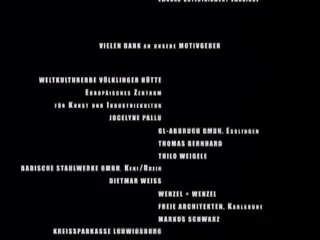 VIELEN DANK AN UNSERE MOTIVGEBER
WELTKULTURERBE VÖLKLINGER HÜTTE
EUROPÄISCHES ZENTRUM
FÜR KUNST UND INDUSTRIEKULTUR
JOCELYNE PALLU
GL-ABBRUCH GMBH, ESSLINGEN
THOMAS BERNHARD
THILO WEIGELE
BADISCHE STAHLWERKE GMBH, KEHL/RHEIN
DIETMAR WEISS
WENZEL + WENZEL
FREIE ARCHITEKTEN, KARLSRUHE
MARKUS SCHWARZ
KREISSPARKASSE LUDWIGSBURG